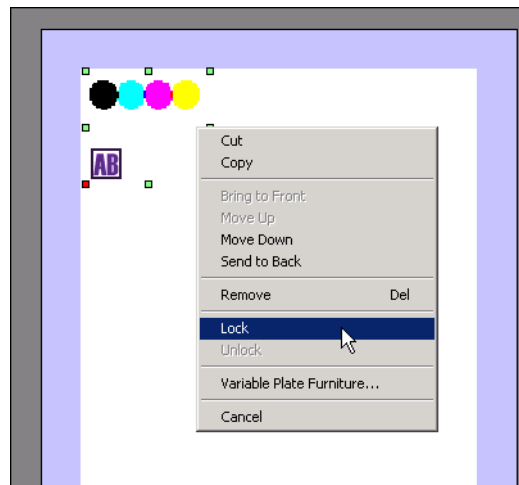 AB
Cut
Copy
Bring to Front
Move Up
Move Down
Send to Back
Remove Del
Lock
Unlock
Variable Plate Furniture...
Cancel